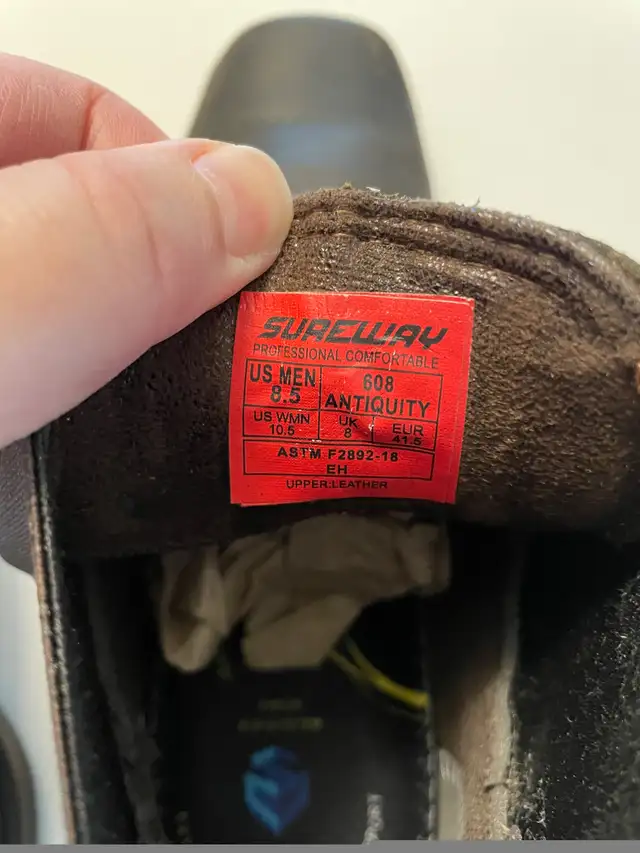 SUREWAY
PROFESSIONAL COMFORTABLE
US MEN
8.5
608
ANTIQUITY
US WMN
10.5
UK
8
EUR
41.5
ASTM F2892-18
EH
UPPER:LEATHER